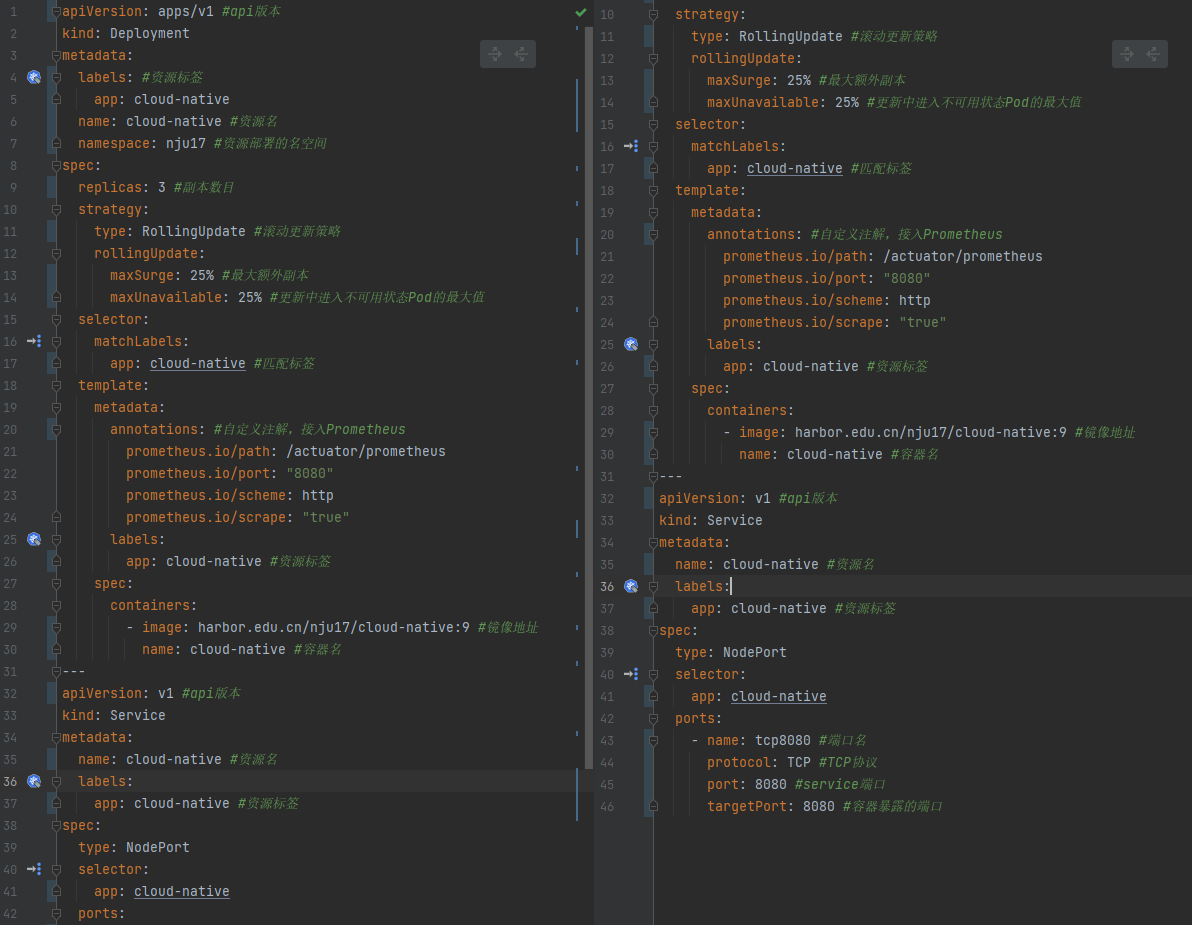 1 apiVersion: apps/v1 #api版本
2 kind: Deployment
3 metadata:
4   labels: #资源标签
5     app: cloud-native
6   name: cloud-native #资源名
7   namespace: nju17 #资源部署的名空间
8 spec:
9   replicas: 3 #副本数目
10   strategy:
11     type: RollingUpdate #滚动更新策略
12     rollingUpdate:
13       maxSurge: 25% #最大额外副本
14       maxUnavailable: 25% #更新中进入不可用状态Pod的最大值
15   selector:
16     matchLabels:
17       app: cloud-native #匹配标签
18   template:
19     metadata:
20       annotations: #自定义注解，接入Prometheus
21         prometheus.io/path: /actuator/prometheus
22         prometheus.io/port: "8080"
23         prometheus.io/scheme: http
24         prometheus.io/scrape: "true"
25       labels:
26         app: cloud-native #资源标签
27     spec:
28       containers:
29         - image: harbor.edu.cn/nju17/cloud-native:9 #镜像地址
30           name: cloud-native #容器名
31 ---
32 apiVersion: v1 #api版本
33 kind: Service
34 metadata:
35   name: cloud-native #资源名
36   labels:
37     app: cloud-native #资源标签
38 spec:
39   type: NodePort
40   selector:
41     app: cloud-native
42   ports:
10   strategy:
11     type: RollingUpdate #滚动更新策略
12     rollingUpdate:
13       maxSurge: 25% #最大额外副本
14       maxUnavailable: 25% #更新中进入不可用状态Pod的最大值
15   selector:
16     matchLabels:
17       app: cloud-native #匹配标签
18   template:
19     metadata:
20       annotations: #自定义注解，接入Prometheus
21         prometheus.io/path: /actuator/prometheus
22         prometheus.io/port: "8080"
23         prometheus.io/scheme: http
24         prometheus.io/scrape: "true"
25       labels:
26         app: cloud-native #资源标签
27     spec:
28       containers:
29         - image: harbor.edu.cn/nju17/cloud-native:9 #镜像地址
30           name: cloud-native #容器名
31 ---
32 apiVersion: v1 #api版本
33 kind: Service
34 metadata:
35   name: cloud-native #资源名
36   labels:
37     app: cloud-native #资源标签
38 spec:
39   type: NodePort
40   selector:
41     app: cloud-native
42   ports:
43     - name: tcp8080 #端口名
44       protocol: TCP #TCP协议
45       port: 8080 #service端口
46       targetPort: 8080 #容器暴露的端口